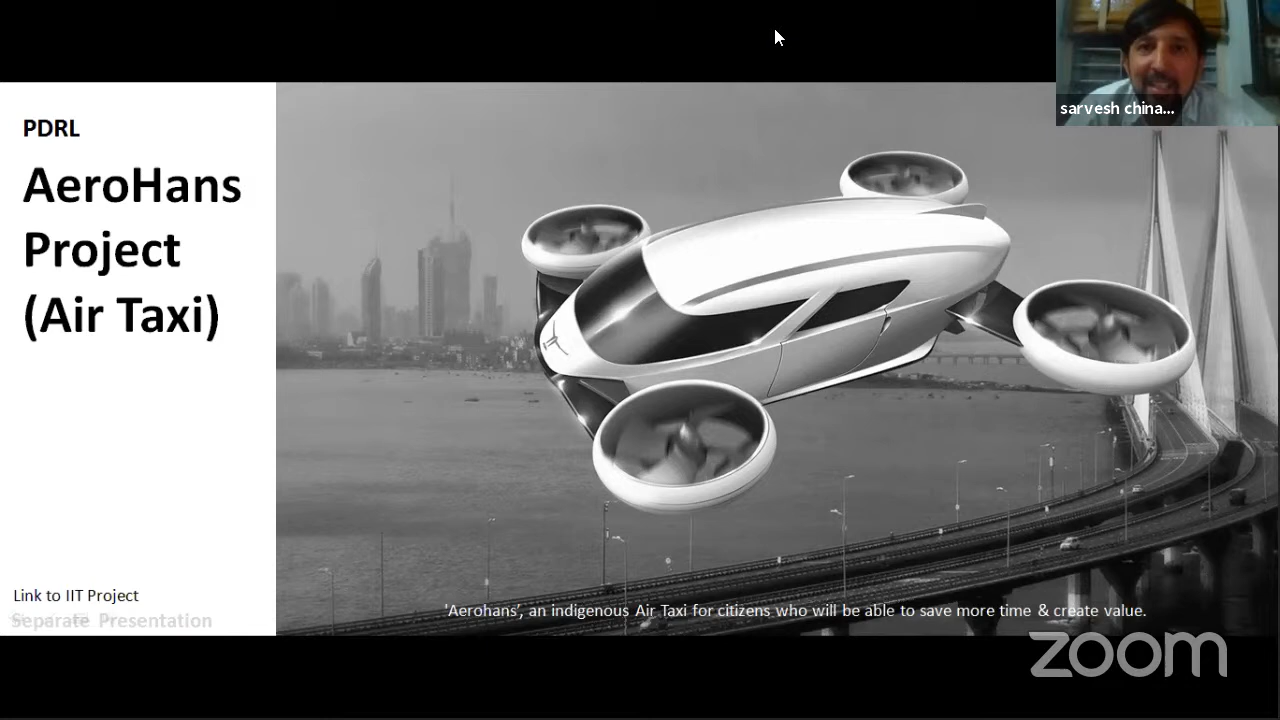 sarvesh china...
PDRL
AeroHans
Project
(Air Taxi)
Link to IIT Project
Separate Presentation
'Aerohans', an indigenous Air Taxi for citizens who will be able to save more time & create value.
zoom